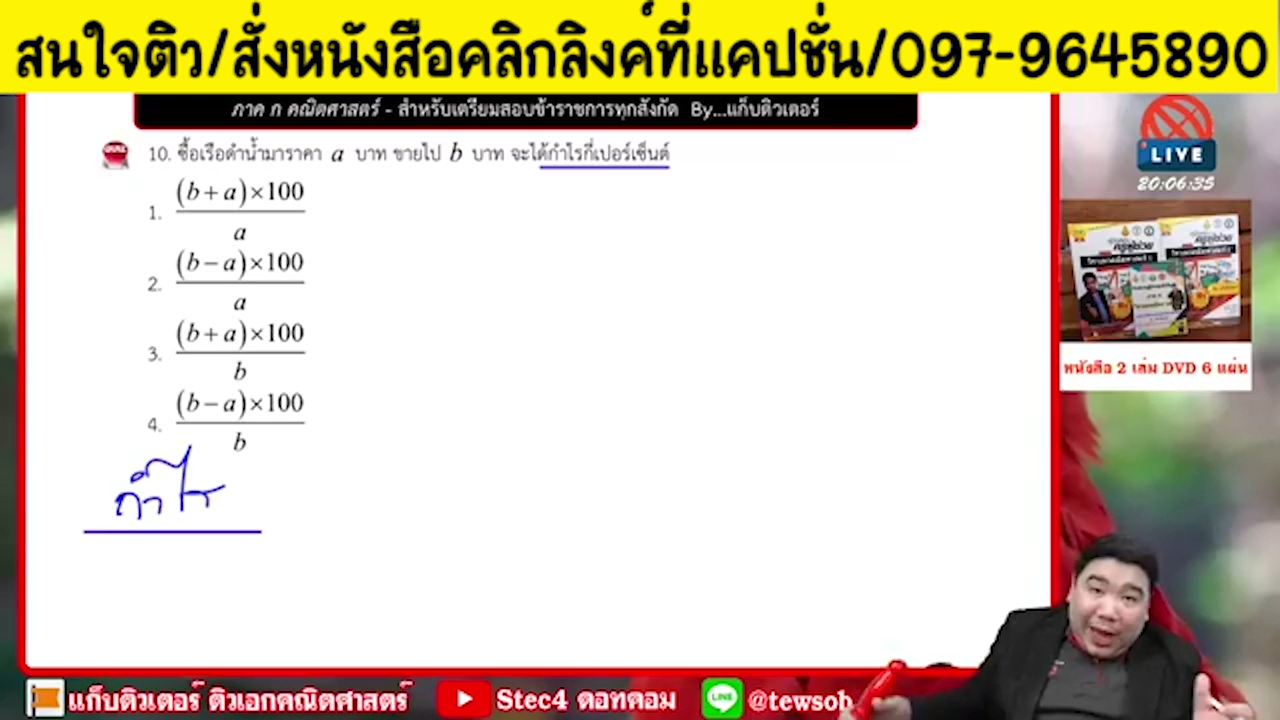 สนใจติว/สั่งหนังสือคลิกลิงค์ที่แคปชั่น/097-9645890
ภาค ก คณิตศาสตร์ - สำหรับเตรียมสอบข้าราชการทุกสังกัด By...แก็บติวเตอร์
LIVE
20:06:35
10. ซื้อเรือดำน้ำมาราคา a บาท ขายไป b บาท จะได้กำไรกี่เปอร์เซ็นต์
1. (b+a)×100
a
2. (b−a)×100
a
3. (b+a)×100
b
4. (b−a)×100
b
กำไร
หนังสือ 2 เล่ม DVD 6 แผ่น
แก็บติวเตอร์ ติวเอกคณิตศาสตร์
Stec4 ดอทคอม
LINE
@tewsob